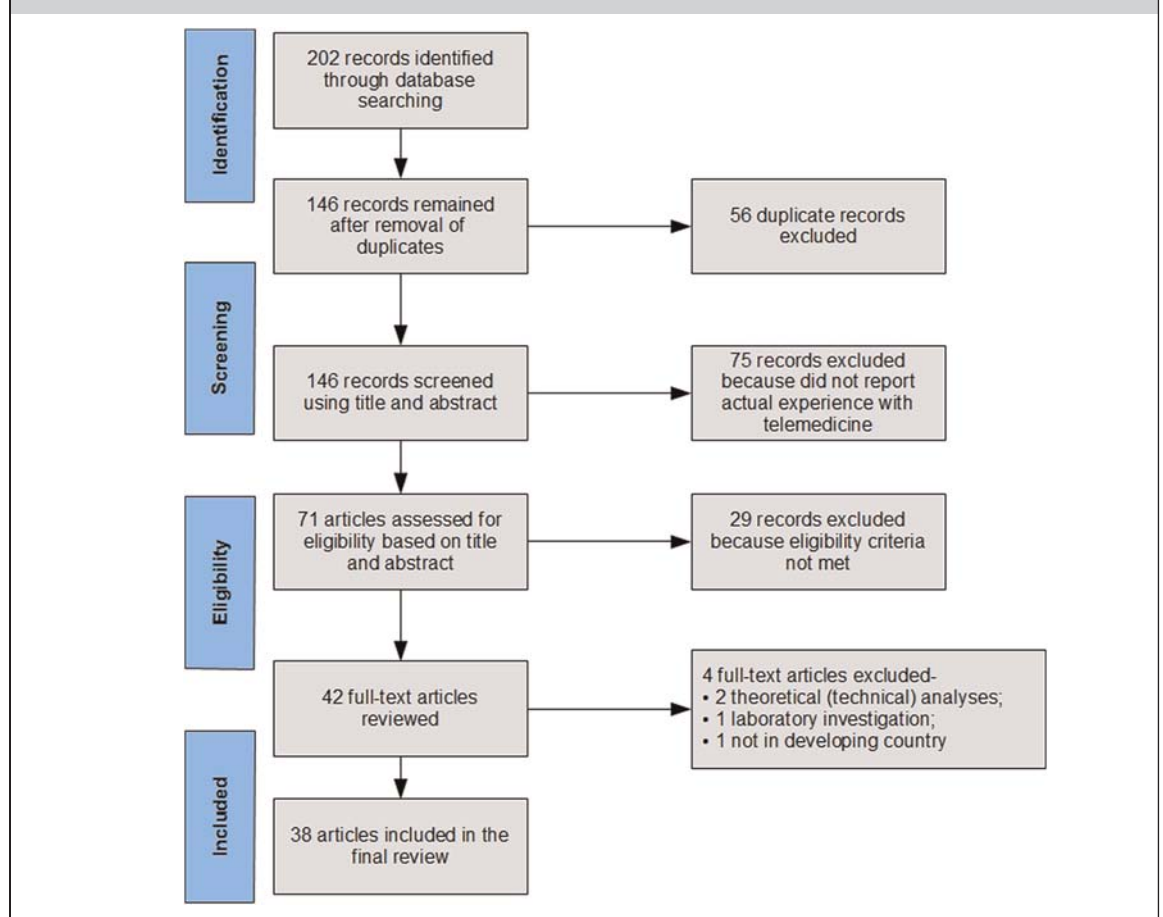 Identification
202 records identified
through database
searching
146 records remained
after removal of
duplicates
56 duplicate records
excluded
Screening
146 records screened
using title and abstract
75 records excluded
because did not report
actual experience with
telemedicine
Eligibility
71 articles assessed for
eligibility based on title
and abstract
29 records excluded
because eligibility criteria
not met
42 full-text articles
reviewed
4 full-text articles excluded-
• 2 theoretical (technical) analyses;
• 1 laboratory investigation;
• 1 not in developing country
Included
38 articles included in the
final review